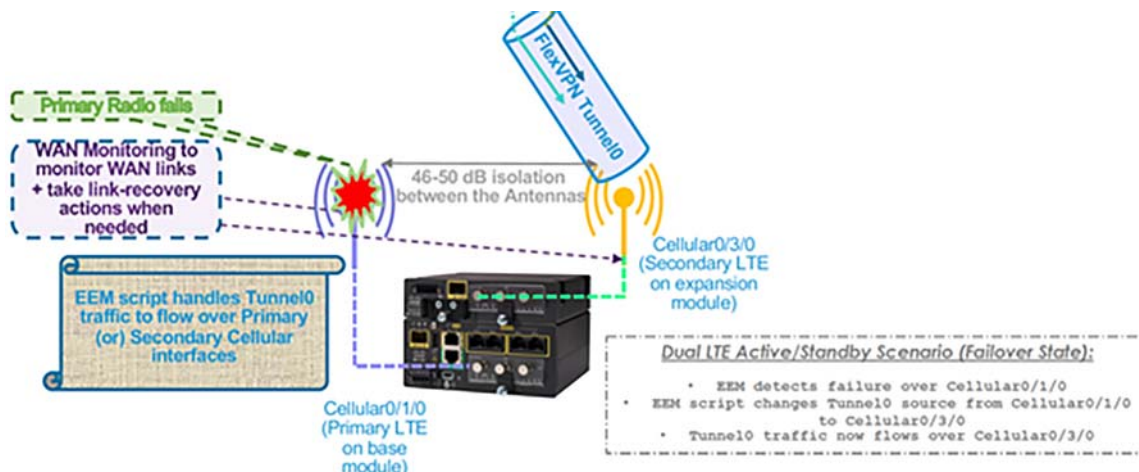 FlexVPN Tunnel0
Primary Radio fails
WAN Monitoring to
monitor WAN links
+ take link-recovery
actions when
needed
46-50 dB isolation
between the Antennas
Cellular0/3/0
(Secondary LTE
on expansion
module)
EEM script handles Tunnel0
traffic to flow over Primary
(or) Secondary Cellular
interfaces
Cellular0/1/0
(Primary LTE
on base
module)
Dual LTE Active/Standby Scenario (Failover State):
• EEM detects failure over Cellular0/1/0
• EEM script changes Tunnel0 source from Cellular0/1/0
to Cellular0/3/0
• Tunnel0 traffic now flows over Cellular0/3/0